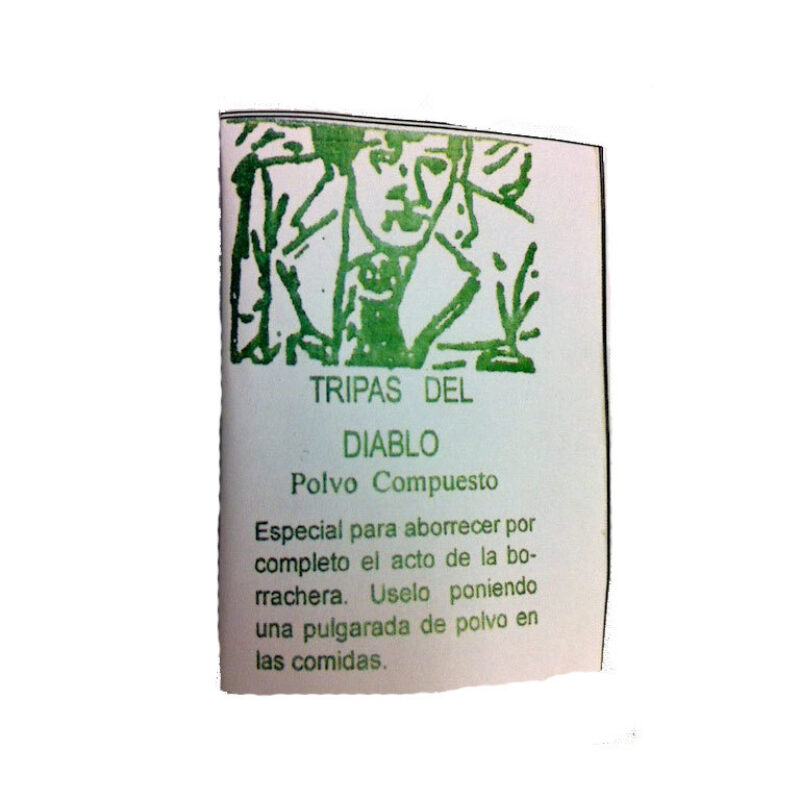 TRIPAS DEL
DIABLO
Polvo Compuesto
Especial para aborrecer por
completo el acto de la bo-
rrachera. Uselo poniendo
una pulgarada de polvo en
las comidas.